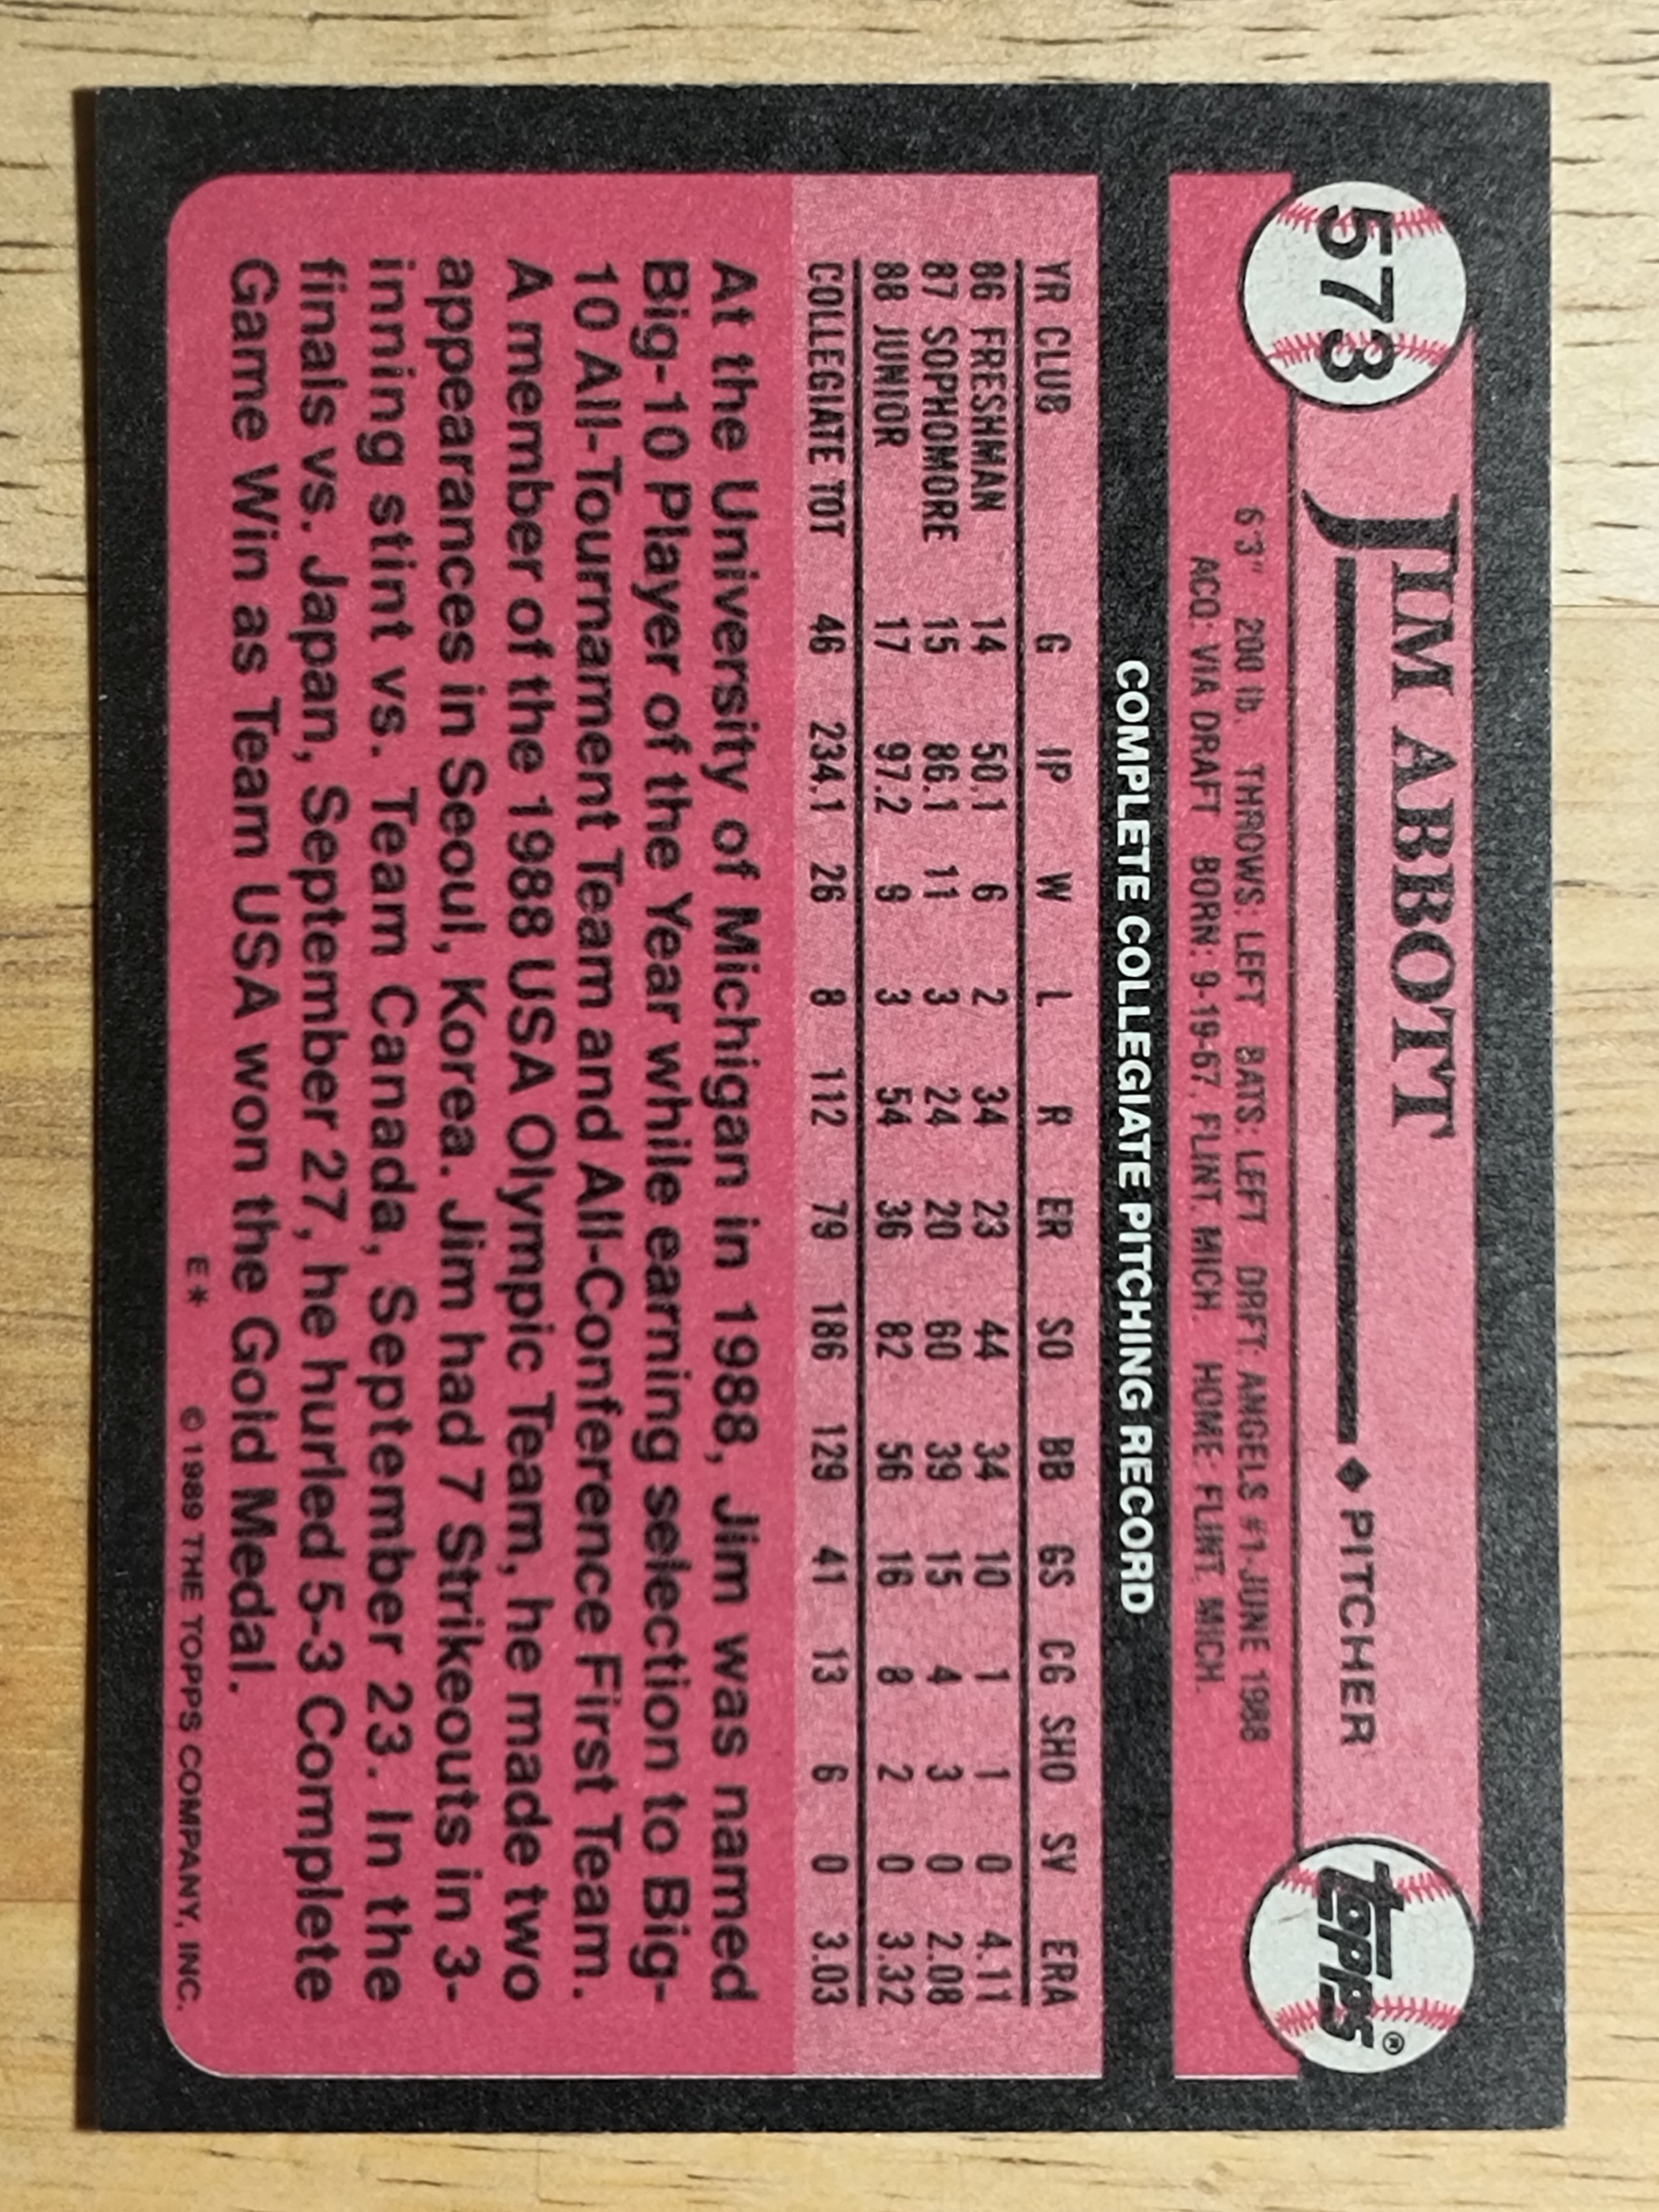 573
JIM ABBOTT
◆ PITCHER
topps®
6'3" 200 lb. THROWS: LEFT BATS: LEFT DRFT: ANGELS #1-JUNE 1988
ACQ: VIA DRAFT BORN: 9-19-67, FLINT, MICH. HOME: FLINT, MICH.
COMPLETE COLLEGIATE PITCHING RECORD
YR CLUB G IP W L R ER SO BB GS CG SHO SV ERA
86 FRESHMAN 14 50.1 6 2 34 23 44 34 10 1 1 0 4.11
87 SOPHOMORE 15 86.1 11 3 24 20 60 39 15 4 3 0 2.08
88 JUNIOR 17 97.2 9 3 54 36 82 56 16 8 2 0 3.32
COLLEGIATE TOT 46 234.1 26 8 112 79 186 129 41 13 6 0 3.03
At the University of Michigan in 1988, Jim was named
Big-10 Player of the Year while earning selection to Big-
10 All-Tournament Team and All-Conference First Team.
A member of the 1988 USA Olympic Team, he made two
appearances in Seoul, Korea. Jim had 7 Strikeouts in 3-
inning stint vs. Team Canada, September 23. In the
finals vs. Japan, September 27, he hurled 5-3 Complete
Game Win as Team USA won the Gold Medal.
E* © 1989 THE TOPPS COMPANY, INC.